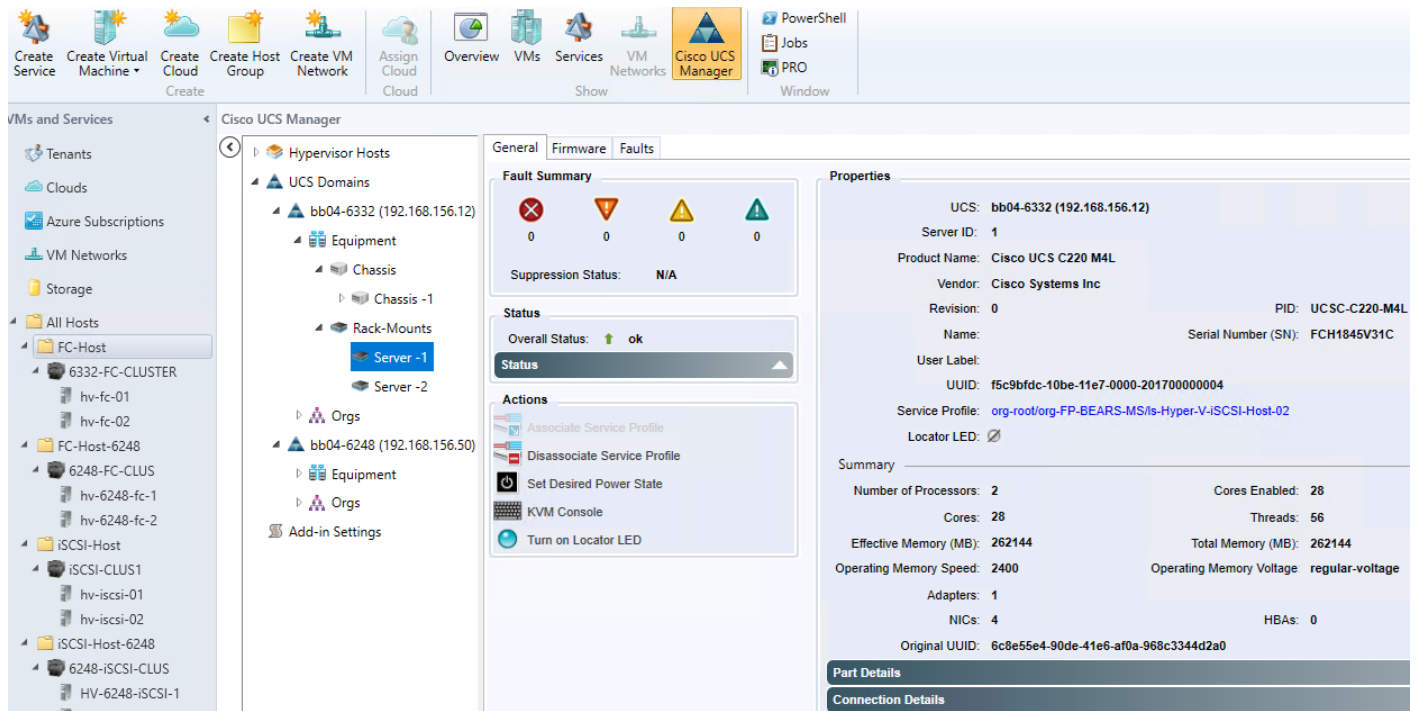 Create Service
Create Virtual Machine
Create Cloud
Create Host Group
Create VM Network
Assign Cloud
Overview
VMs
Services
VM Networks
Cisco UCS Manager
PowerShell
Jobs
PRO
Create
Cloud
Show
Window
VMs and Services
Tenants
Clouds
Azure Subscriptions
VM Networks
Storage
All Hosts
FC-Host
6332-FC-CLUSTER
hv-fc-01
hv-fc-02
FC-Host-6248
6248-FC-CLUS
hv-6248-fc-1
hv-6248-fc-2
iSCSI-Host
iSCSI-CLUS1
hv-iscsi-01
hv-iscsi-02
iSCSI-Host-6248
6248-iSCSI-CLUS
HV-6248-iSCSI-1
Cisco UCS Manager
Hypervisor Hosts
UCS Domains
bb04-6332 (192.168.156.12)
Equipment
Chassis
Chassis -1
Rack-Mounts
Server -1
Server -2
Orgs
bb04-6248 (192.168.156.50)
Equipment
Orgs
Add-in Settings
General Firmware Faults
Fault Summary
0 0 0 0
Suppression Status: N/A
Status
Overall Status: ok
Status
Actions
Associate Service Profile
Disassociate Service Profile
Set Desired Power State
KVM Console
Turn on Locator LED
Properties
UCS: bb04-6332 (192.168.156.12)
Server ID: 1
Product Name: Cisco UCS C220 M4L
Vendor: Cisco Systems Inc
Revision: 0 PID: UCSC-C220-M4L
Name: Serial Number (SN): FCH1845V31C
User Label:
UUID: f5c9bfdc-10be-11e7-0000-201700000004
Service Profile: org-root/org-FP-BEARS-MS/ls-Hyper-V-iSCSI-Host-02
Locator LED:
Summary
Number of Processors: 2 Cores Enabled: 28
Cores: 28 Threads: 56
Effective Memory (MB): 262144 Total Memory (MB): 262144
Operating Memory Speed: 2400 Operating Memory Voltage: regular-voltage
Adapters: 1
NICs: 4 HBAs: 0
Original UUID: 6c8e55e4-90de-41e6-af0a-968c3344d2a0
Part Details
Connection Details